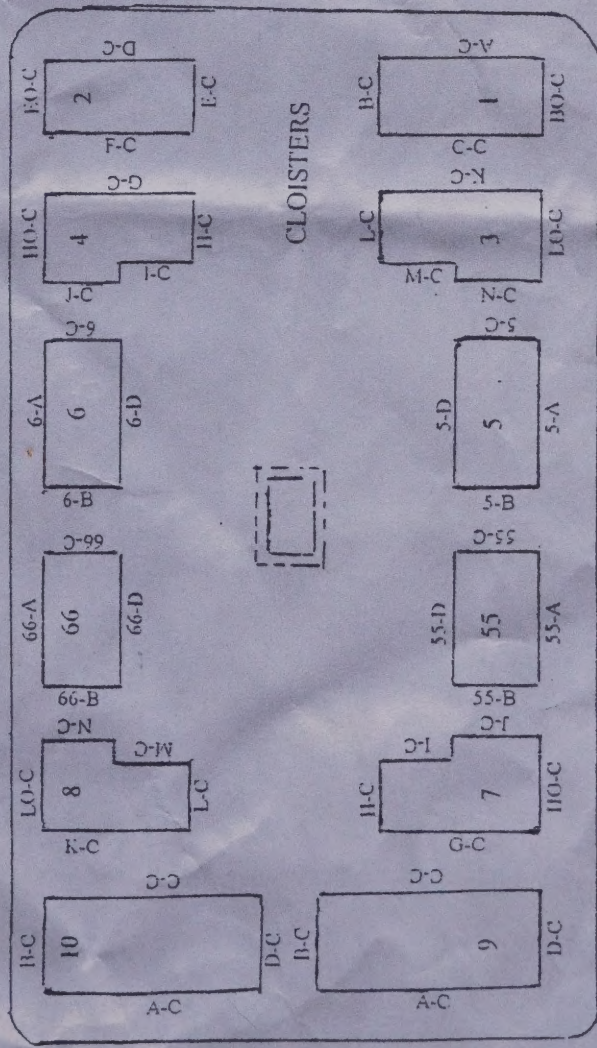 D-C
EO-C
2
E-C
F-C
A-C
B-C
1
BO-C
C-C
CLOISTERS
G-C
HO-C
4
H-C
J-C
I-C
K-C
L-C
3
LO-C
M-C
N-C
6-C
6-A
6
6-D
6-B
5-C
5-D
5
5-A
5-B
66-C
66-A
66
66-D
66-B
55-C
55-D
55
55-A
55-B
N-C
M-C
LO-C
8
L-C
K-C
J-C
I-C
H-C
7
HO-C
G-C
C-C
B-C
10
D-C
A-C
C-C
B-C
9
D-C
A-C